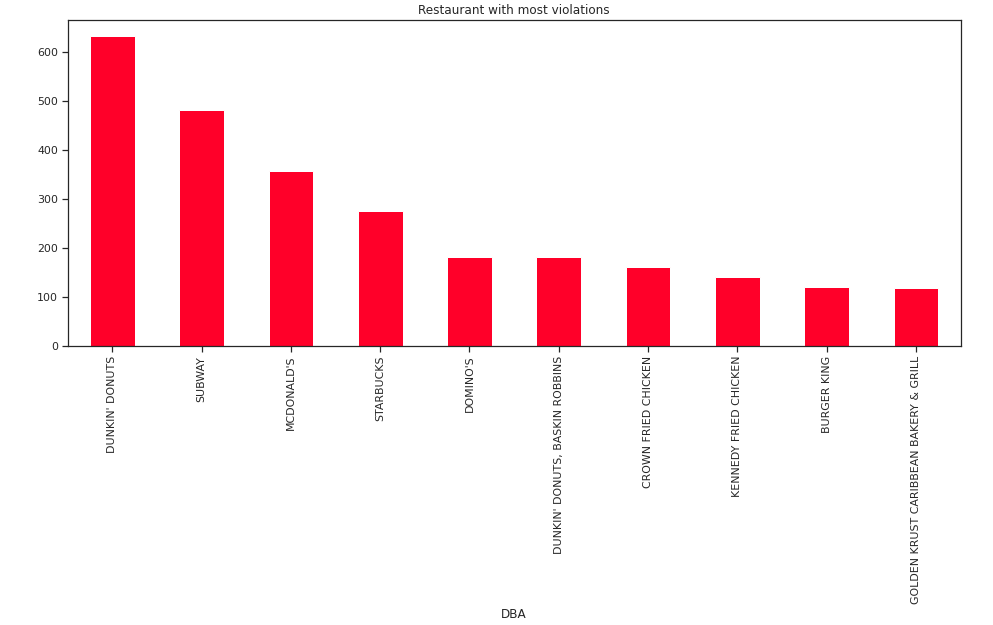 Restaurant with most violations
600
500
400
300
200
100
0
DUNKIN' DONUTS
SUBWAY
MCDONALD'S
STARBUCKS
DOMINO'S
DUNKIN' DONUTS, BASKIN ROBBINS
CROWN FRIED CHICKEN
KENNEDY FRIED CHICKEN
BURGER KING
GOLDEN KRUST CARIBBEAN BAKERY & GRILL
DBA